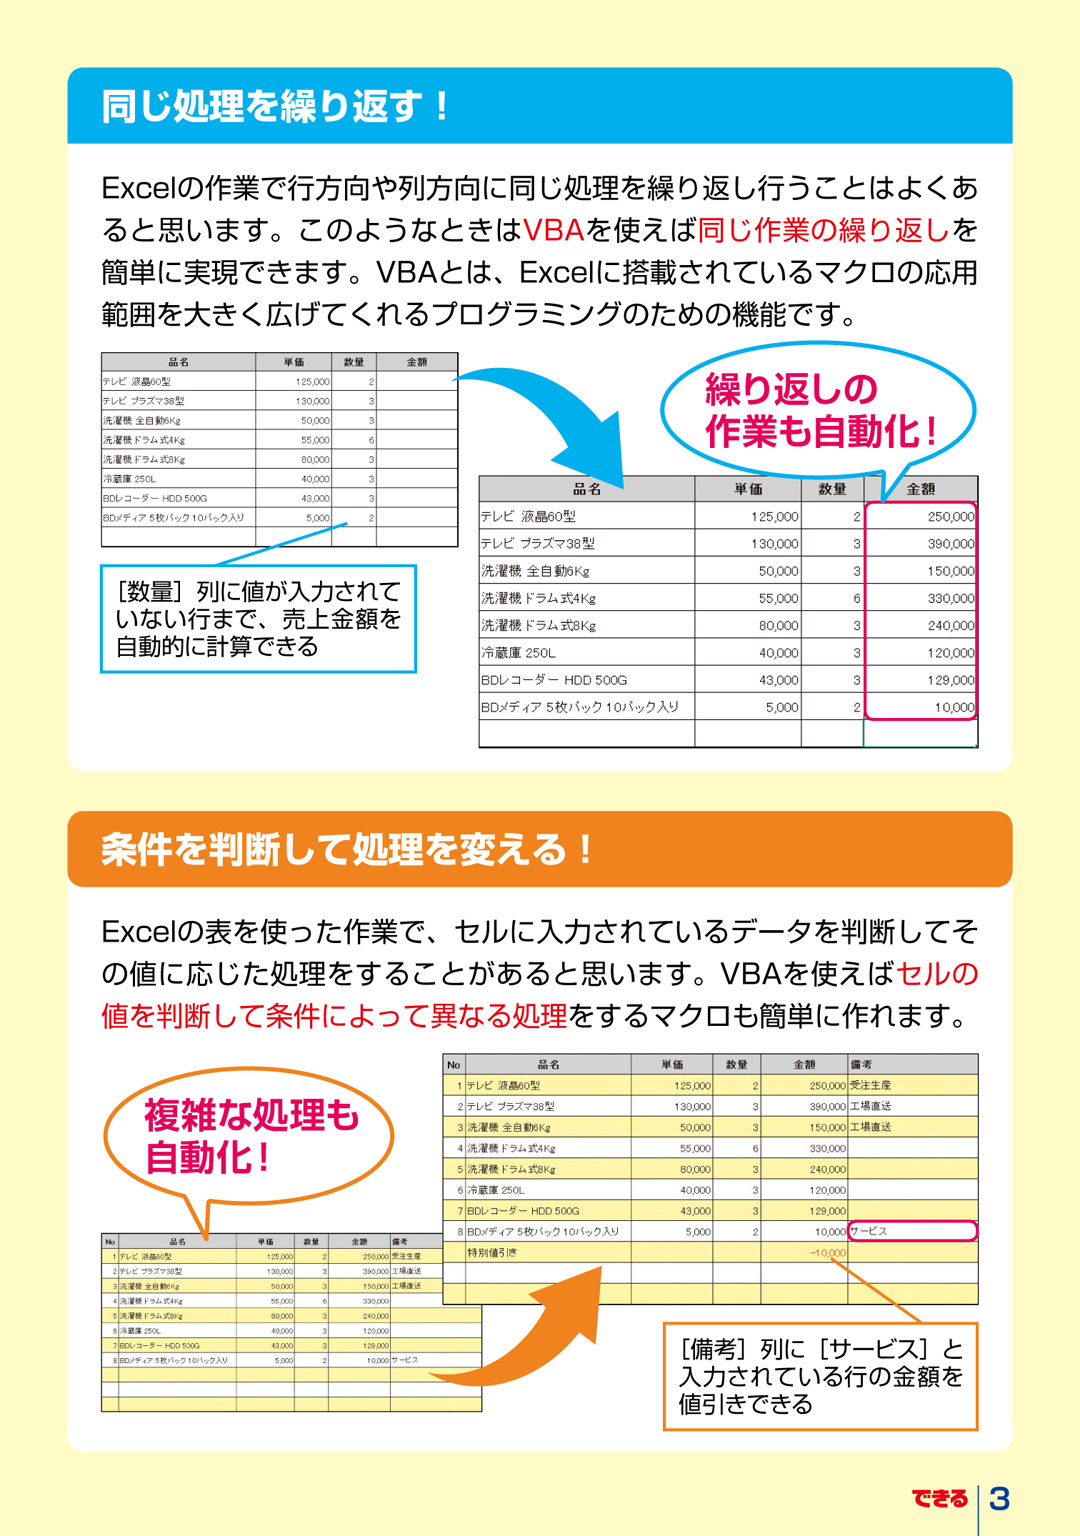 同じ処理を繰り返す！
Excelの作業で行方向や列方向に同じ処理を繰り返し行うことはよくあ
ると思います。このようなときはVBAを使えば同じ作業の繰り返しを
簡単に実現できます。VBAとは、Excelに搭載されているマクロの応用
範囲を大きく広げてくれるプログラミングのための機能です。
品名 単価 数量 金額
テレビ 液晶60型 125,000 2
テレビ プラズマ38型 130,000 3
洗濯機 全自動6Kg 50,000 3
洗濯機ドラム式4Kg 55,000 6
洗濯機ドラム式8Kg 80,000 3
冷蔵庫 250L 40,000 3
BDレコーダー HDD 500G 43,000 3
BDメディア 5枚パック10パック入り 5,000 2
［数量］列に値が入力されて
いない行まで、売上金額を
自動的に計算できる
繰り返しの
作業も自動化！
品名 単価 数量 金額
テレビ 液晶60型 125,000 2 250,000
テレビ プラズマ38型 130,000 3 390,000
洗濯機 全自動6Kg 50,000 3 150,000
洗濯機ドラム式4Kg 55,000 6 330,000
洗濯機ドラム式8Kg 80,000 3 240,000
冷蔵庫 250L 40,000 3 120,000
BDレコーダー HDD 500G 43,000 3 129,000
BDメディア 5枚パック10パック入り 5,000 2 10,000
条件を判断して処理を変える！
Excelの表を使った作業で、セルに入力されているデータを判断してそ
の値に応じた処理をすることがあると思います。VBAを使えばセルの
値を判断して条件によって異なる処理をするマクロも簡単に作れます。
複雑な処理も
自動化！
No 品名 単価 数量 金額 備考
1 テレビ 液晶60型 125,000 2 250,000 受注生産
2 テレビ プラズマ38型 130,000 3 390,000 工場直送
3 洗濯機 全自動6Kg 50,000 3 150,000 工場直送
4 洗濯機ドラム式4Kg 55,000 6 330,000
5 洗濯機ドラム式8Kg 80,000 3 240,000
6 冷蔵庫 250L 40,000 3 120,000
7 BDレコーダー HDD 500G 43,000 3 129,000
8 BDメディア 5枚パック10パック入り 5,000 2 10,000 サービス
No 品名 単価 数量 金額 備考
1 テレビ 液晶60型 125,000 2 250,000 受注生産
2 テレビ プラズマ38型 130,000 3 390,000 工場直送
3 洗濯機 全自動6Kg 50,000 3 150,000 工場直送
4 洗濯機ドラム式4Kg 55,000 6 330,000
5 洗濯機ドラム式8Kg 80,000 3 240,000
6 冷蔵庫 250L 40,000 3 120,000
7 BDレコーダー HDD 500G 43,000 3 129,000
8 BDメディア 5枚パック10パック入り 5,000 2 10,000 サービス
特別値引き -10,000
［備考］列に［サービス］と
入力されている行の金額を
値引きできる
できる 3